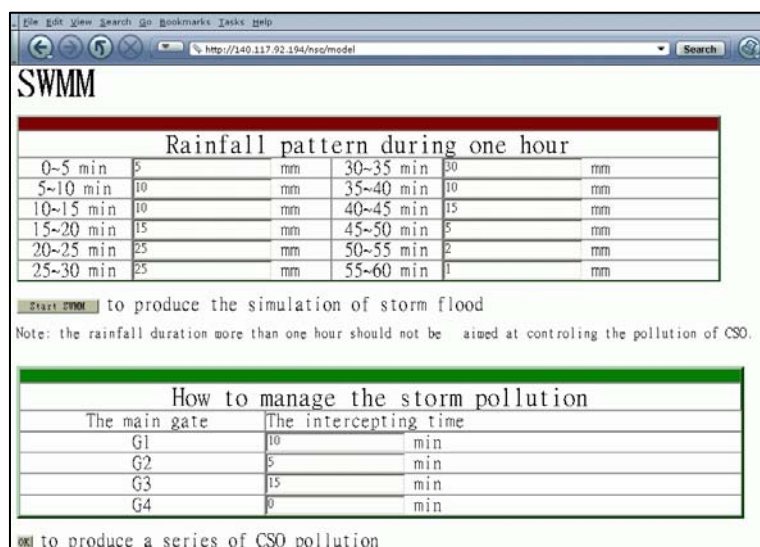 File Edit View Search Go Bookmarks Tasks Help
http://140.117.92.194/nsc/model Search
SWMM
Rainfall pattern during one hour
0~5 min 5 mm 30~35 min 30 mm
5~10 min 10 mm 35~40 min 10 mm
10~15 min 10 mm 40~45 min 15 mm
15~20 min 15 mm 45~50 min 5 mm
20~25 min 25 mm 50~55 min 2 mm
25~30 min 25 mm 55~60 min 1 mm
Start SWMM to produce the simulation of storm flood
Note: the rainfall duration more than one hour should not be aimed at controling the pollution of CSO.
How to manage the storm pollution
The main gate The intercepting time
G1 10 min
G2 5 min
G3 15 min
G4 0 min
OK! to produce a series of CSO pollution